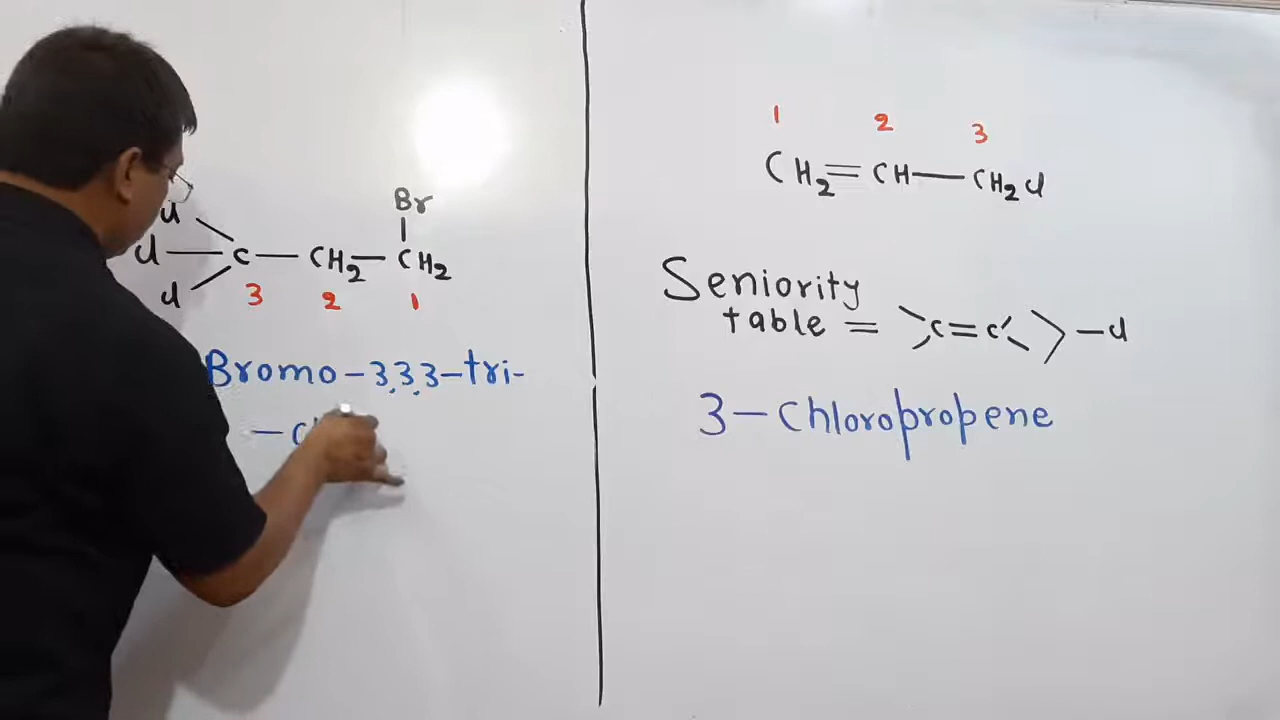 Br
Cl
Cl — C — CH₂ — CH₂
Cl
3 2 1
Bromo – 3,3,3 – tri-
1 2 3
CH₂ = CH — CH₂Cl
Seniority
table = >C=C< > –Cl
3 – Chloropropene